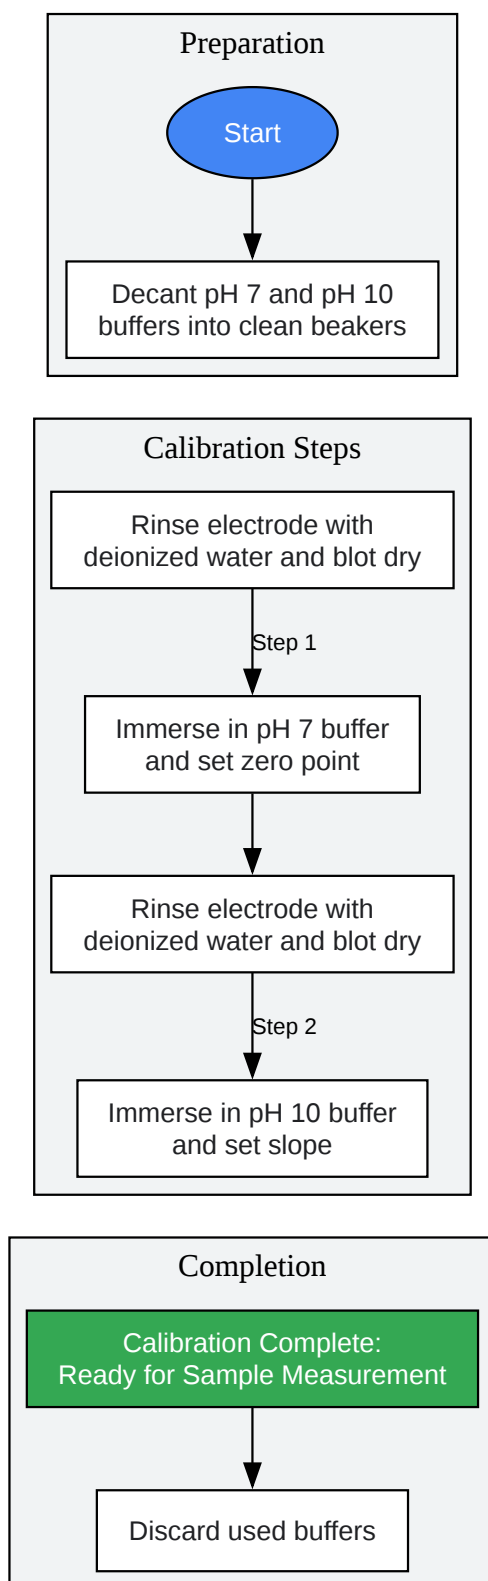 Preparation
Start
Decant pH 7 and pH 10
buffers into clean beakers
Calibration Steps
Rinse electrode with
deionized water and blot dry
Step 1
Immerse in pH 7 buffer
and set zero point
Rinse electrode with
deionized water and blot dry
Step 2
Immerse in pH 10 buffer
and set slope
Completion
Calibration Complete:
Ready for Sample Measurement
Discard used buffers